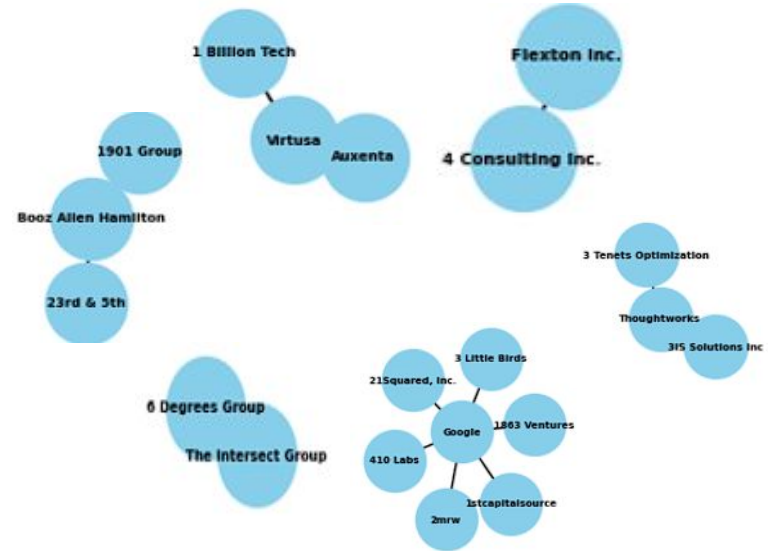 1 Billion Tech
Virtusa
Auxenta
Flexton Inc.
4 Consulting Inc.
1901 Group
Booz Allen Hamilton
23rd & 5th
3 Tenets Optimization
Thoughtworks
3i5 Solutions Inc
6 Degrees Group
The Intersect Group
3 Little Birds
21Squared, Inc.
1863 Ventures
Google
410 Labs
1stcapitalsource
2mrw